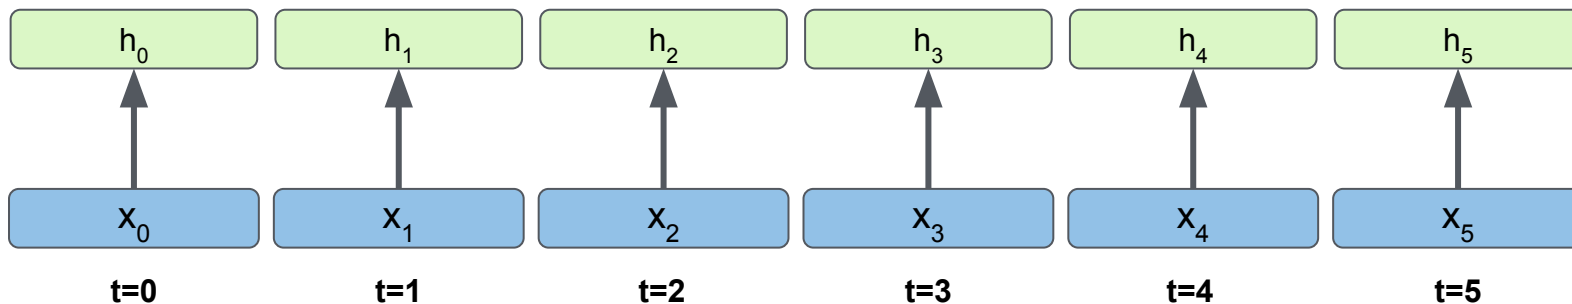 h₀ h₁ h₂ h₃ h₄ h₅
x₀ x₁ x₂ x₃ x₄ x₅
t=0 t=1 t=2 t=3 t=4 t=5